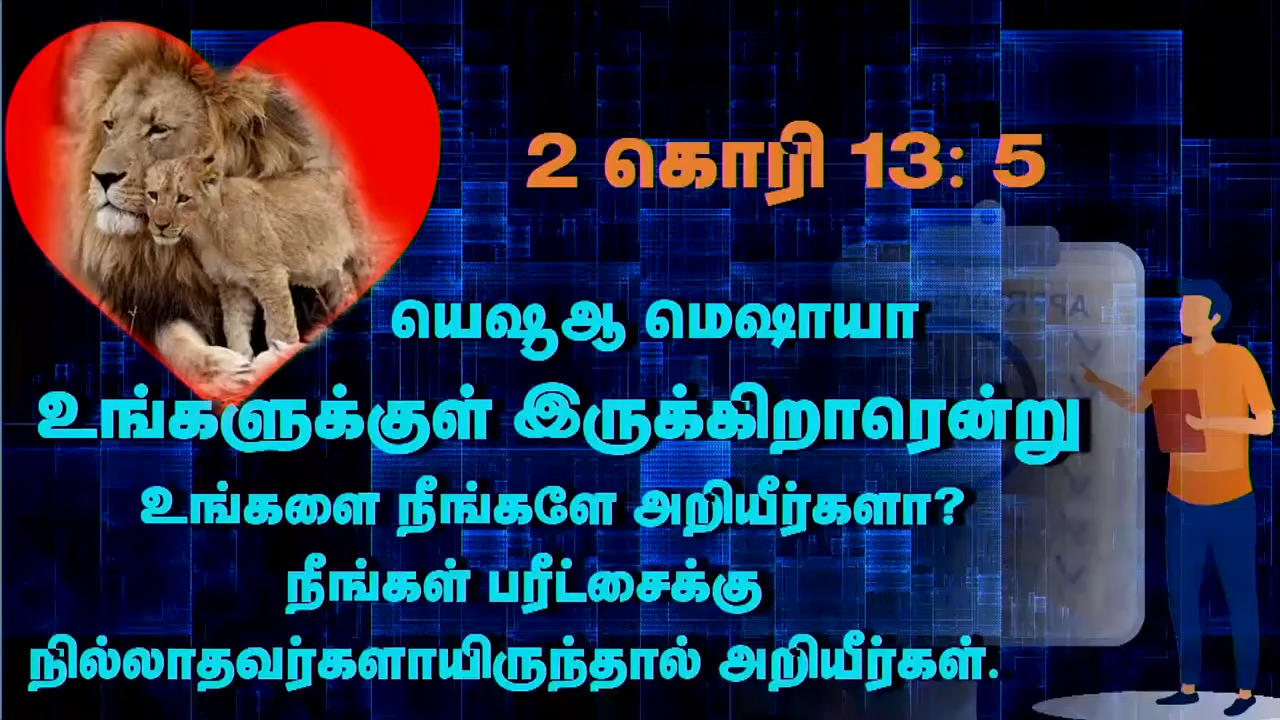 2 கொரி 13: 5
யெஷூஆ மெஷாயா
உங்களுக்குள் இருக்கிறாரென்று
உங்களை நீங்களே அறியீர்களா?
நீங்கள் பரீட்சைக்கு
நில்லாதவர்களாயிருந்தால் அறியீர்கள்.